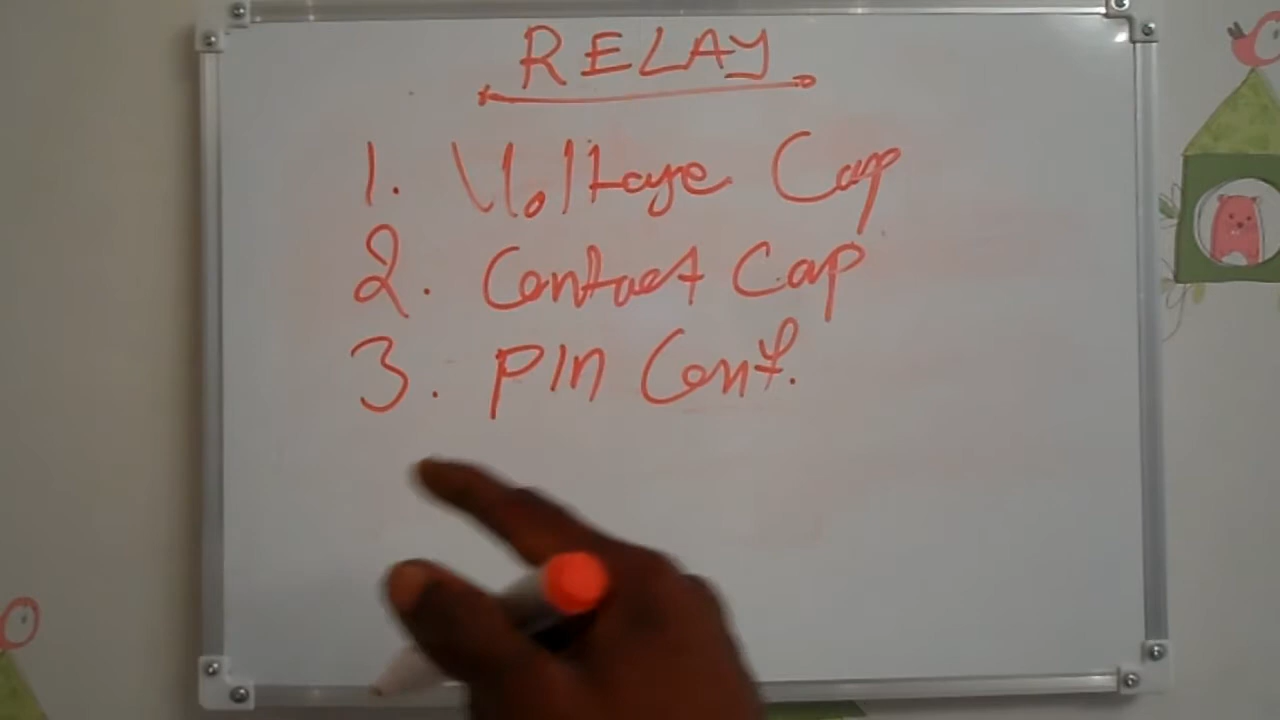 RELAY
1. Voltage Cap
2. Contact Cap
3. PIn Conf.